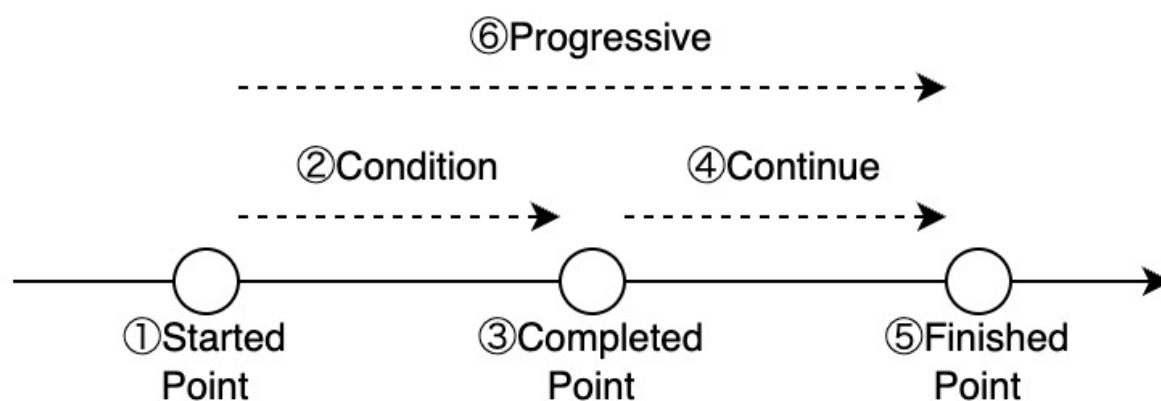 ⑥Progressive
②Condition
④Continue
①Started
Point
③Completed
Point
⑤Finished
Point